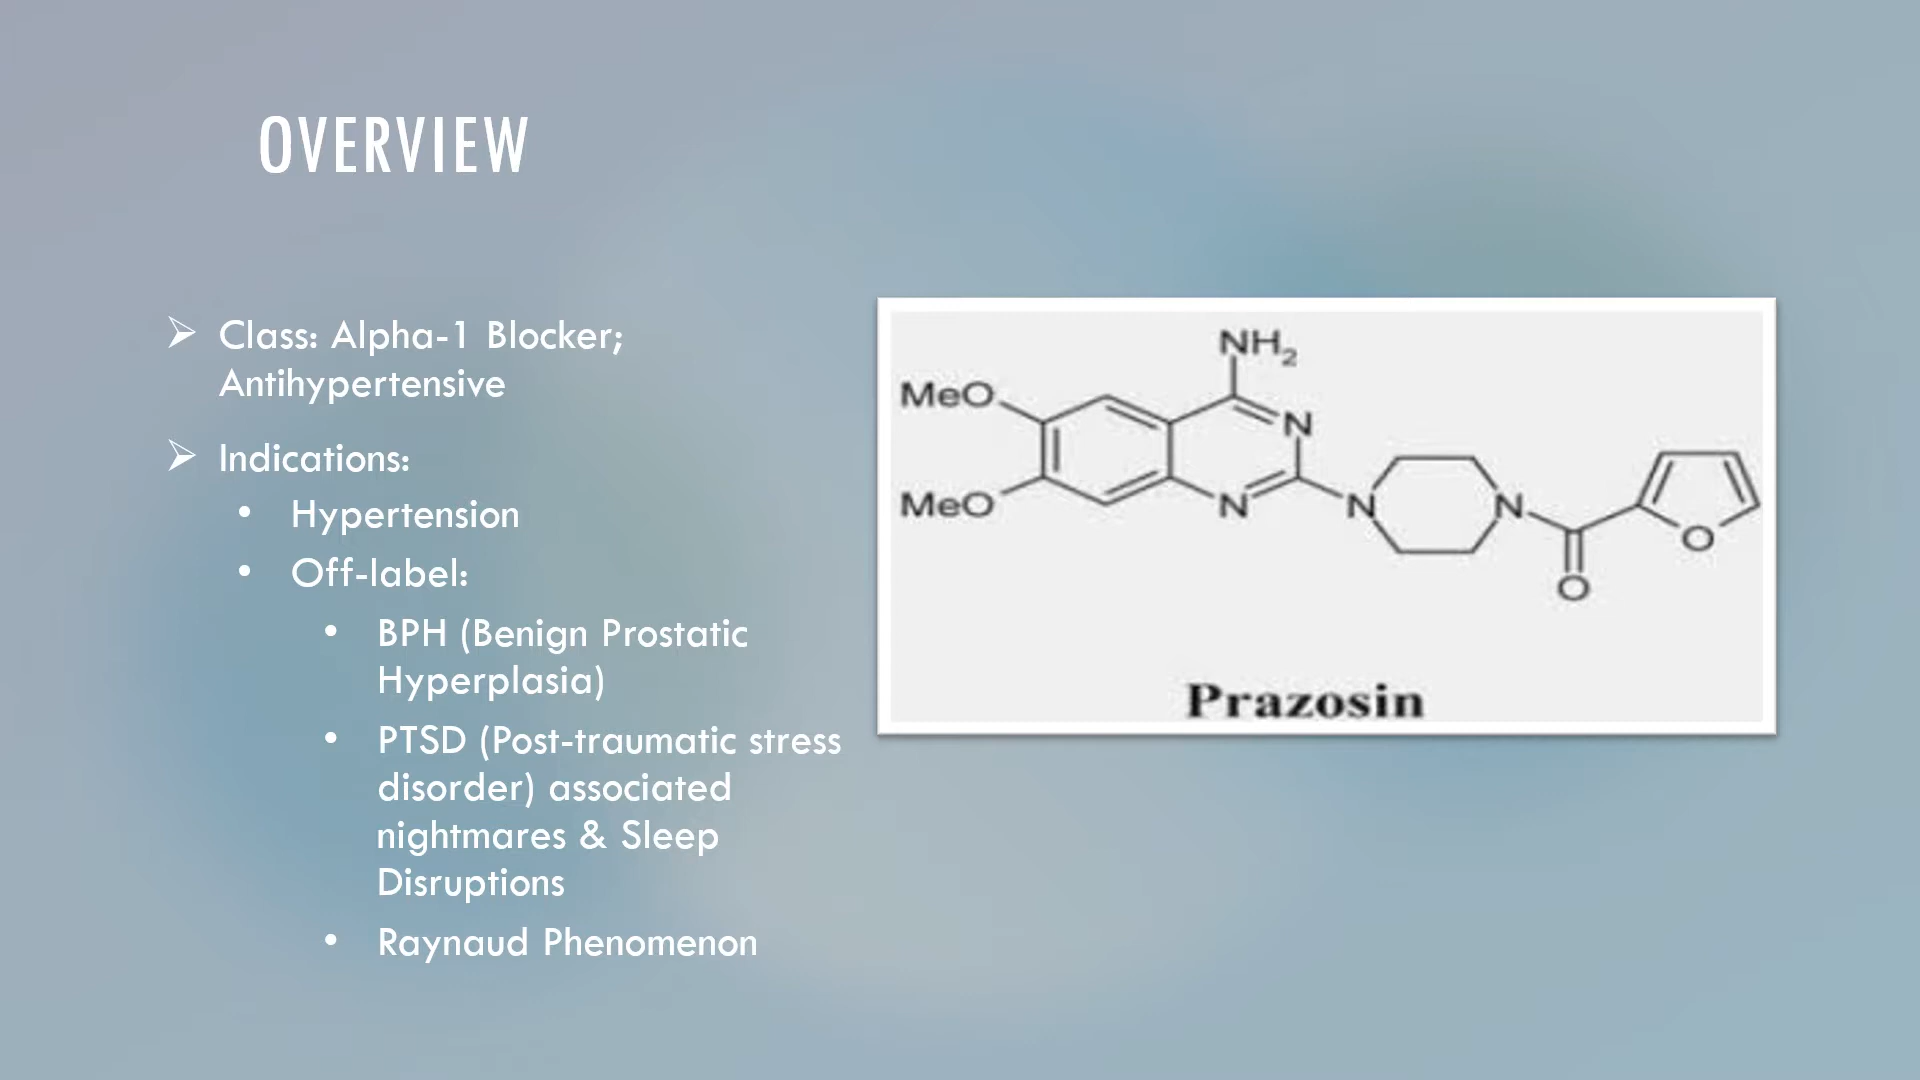 OVERVIEW
Class: Alpha-1 Blocker;
Antihypertensive
Indications:
Hypertension
Off-label:
BPH (Benign Prostatic
Hyperplasia)
PTSD (Post-traumatic stress
disorder) associated
nightmares & Sleep
Disruptions
Raynaud Phenomenon
NH2
MeO
N
MeO
N
N
N
O
O
Prazosin